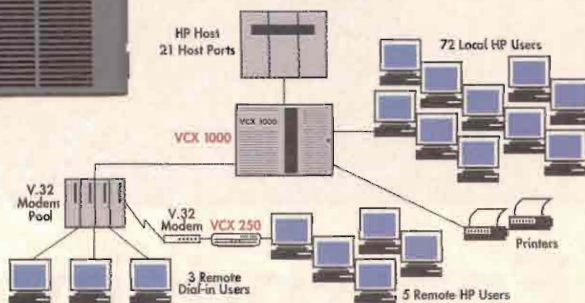 HP Host
21 Host Ports
72 Local HP Users
VCX 1000
VCX 1000
V.32
Modem
Pool
V.32
Modem
VCX 250
Printers
3 Remote
Dial-in Users
5 Remote HP Users